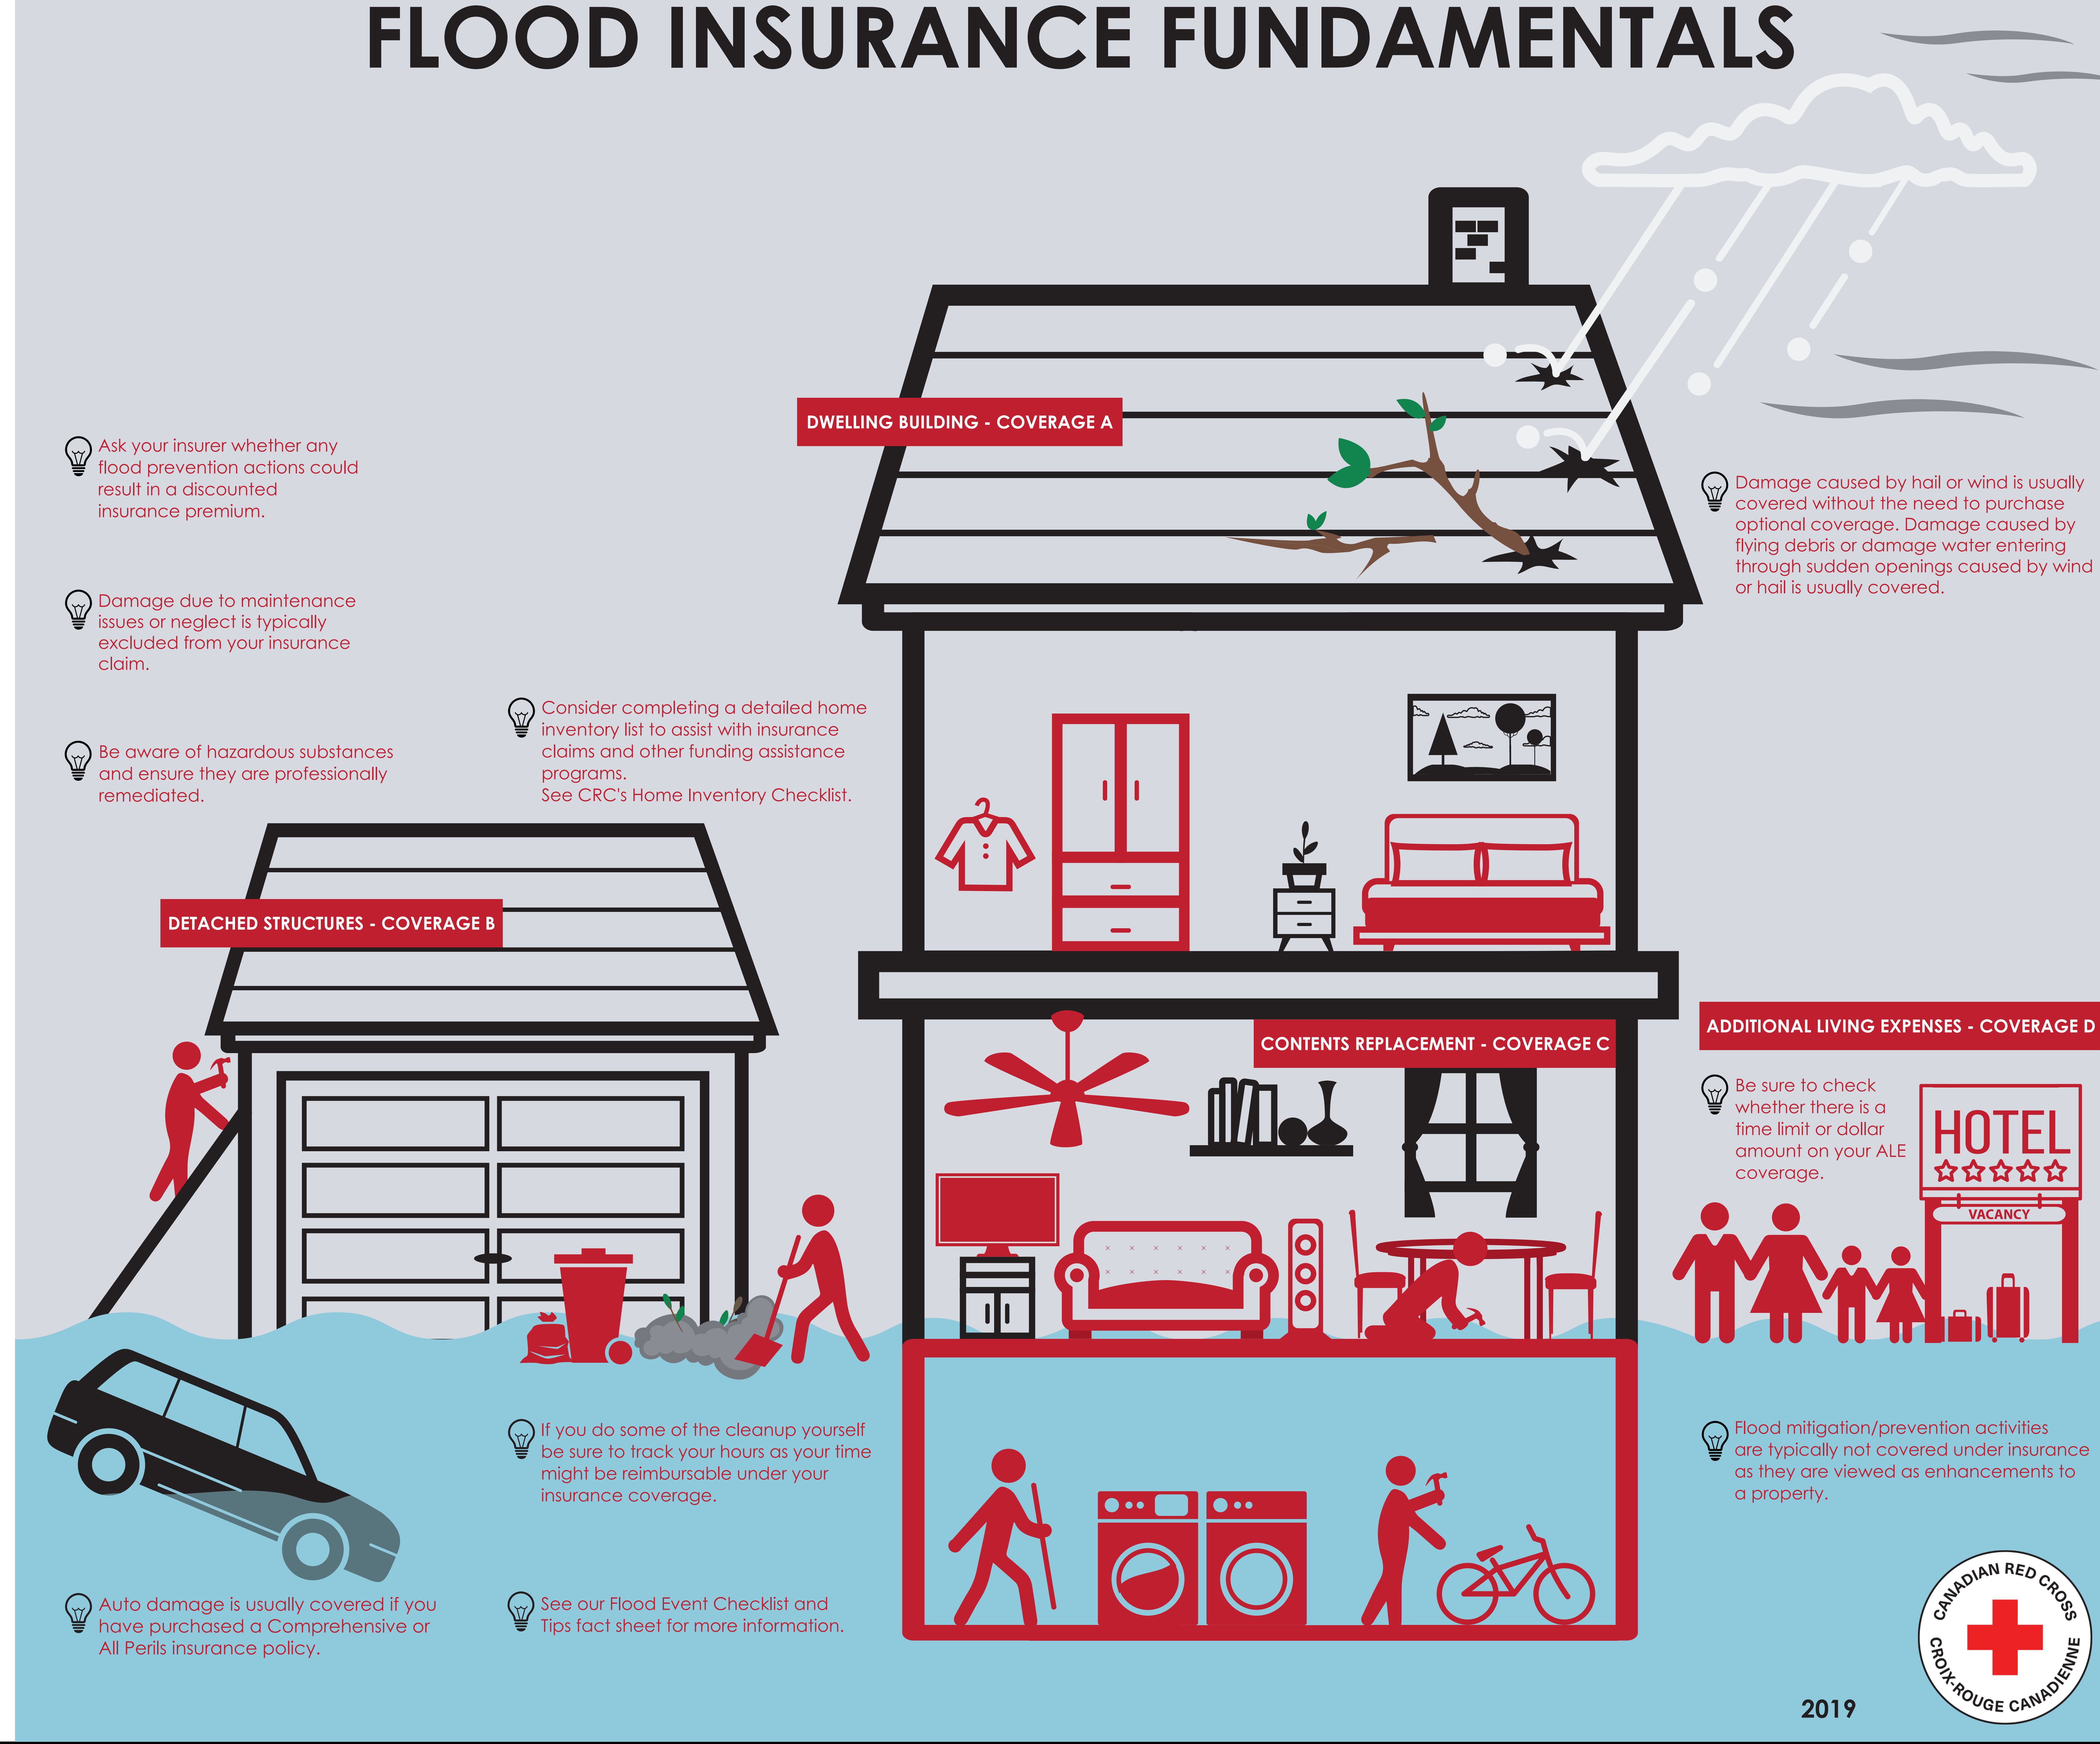 FLOOD INSURANCE FUNDAMENTALS
DWELLING BUILDING - COVERAGE A
Ask your insurer whether any
flood prevention actions could
result in a discounted
insurance premium.
Damage caused by hail or wind is usually
covered without the need to purchase
optional coverage. Damage caused by
flying debris or damage water entering
through sudden openings caused by wind
or hail is usually covered.
Damage due to maintenance
issues or neglect is typically
excluded from your insurance
claim.
Consider completing a detailed home
inventory list to assist with insurance
claims and other funding assistance
programs.
See CRC's Home Inventory Checklist.
Be aware of hazardous substances
and ensure they are professionally
remediated.
DETACHED STRUCTURES - COVERAGE B
CONTENTS REPLACEMENT - COVERAGE C
ADDITIONAL LIVING EXPENSES - COVERAGE D
Be sure to check
whether there is a
time limit or dollar
amount on your ALE
coverage.
HOTEL
VACANCY
If you do some of the cleanup yourself
be sure to track your hours as your time
might be reimbursable under your
insurance coverage.
Flood mitigation/prevention activities
are typically not covered under insurance
as they are viewed as enhancements to
a property.
Auto damage is usually covered if you
have purchased a Comprehensive or
All Perils insurance policy.
See our Flood Event Checklist and
Tips fact sheet for more information.
CANADIAN RED CROSS
CROIX-ROUGE CANADIENNE
2019